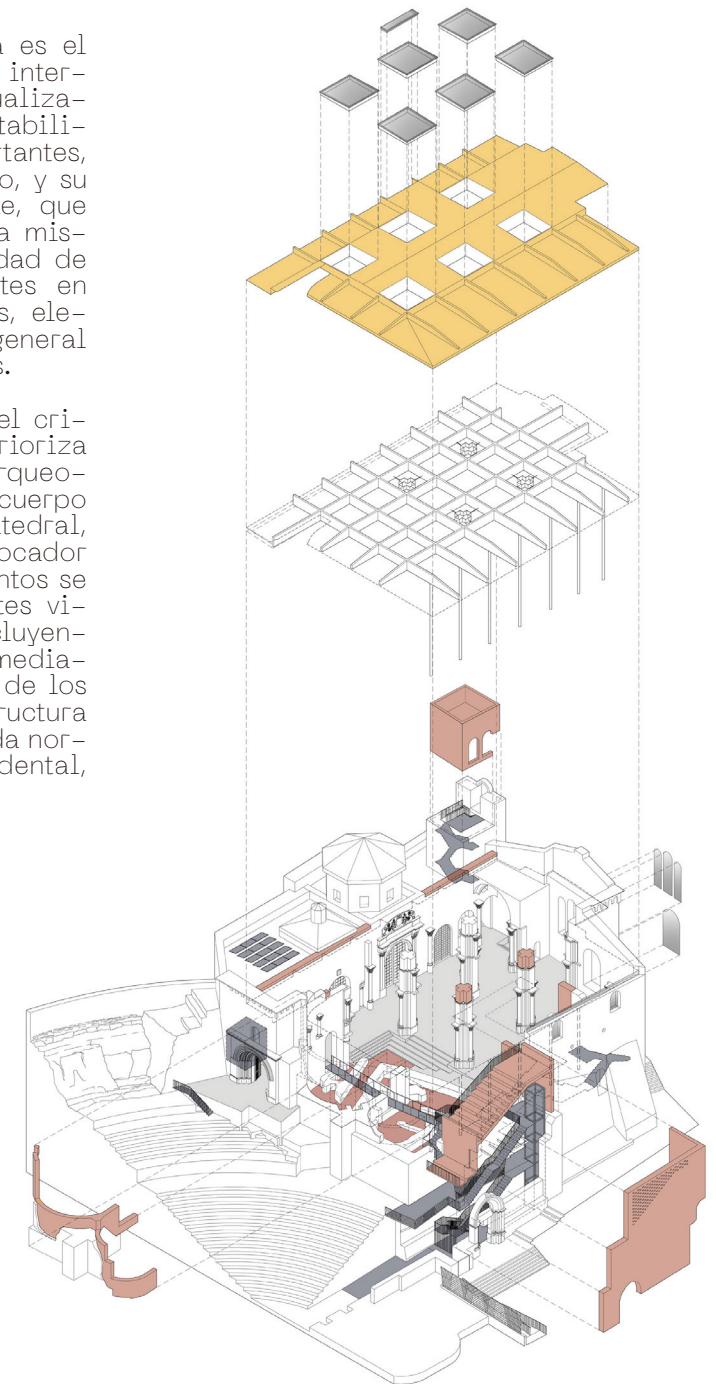 es el
inter-
ualiza-
tabili-
rtantes,
o, y su
e, que
a mis-
dad de
tes en
s, ele-
general
s.
el cri-
rioriza
rqueo-
cuerpo
tedral,
ocador
ntos se
tes vi-
cluyen-
media-
de los
ructura
da nor-
dental,